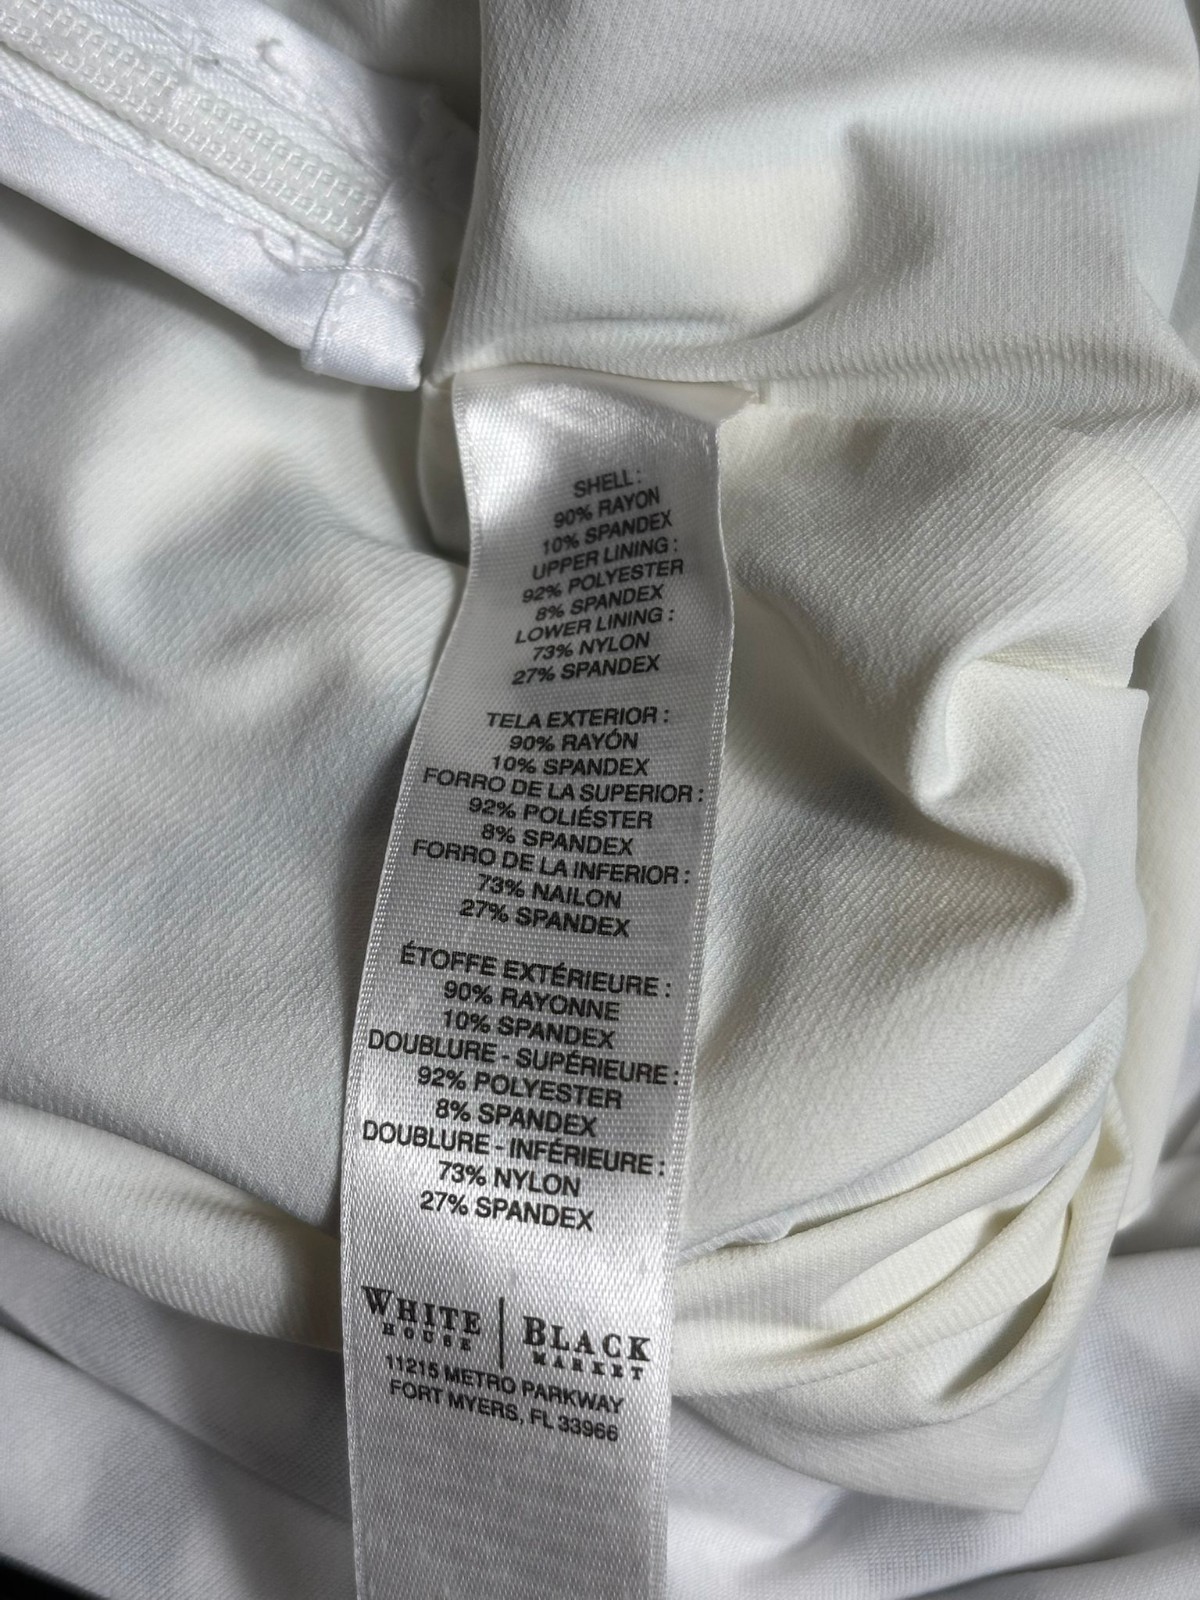 SHELL:
90% RAYON
10% SPANDEX
UPPER LINING:
92% POLYESTER
8% SPANDEX
LOWER LINING:
73% NYLON
27% SPANDEX
TELA EXTERIOR:
90% RAYÓN
10% SPANDEX
FORRO DE LA SUPERIOR:
92% POLIÉSTER
8% SPANDEX
FORRO DE LA INFERIOR:
73% NAILON
27% SPANDEX
ÉTOFFE EXTÉRIEURE:
90% RAYONNE
10% SPANDEX
DOUBLURE - SUPÉRIEURE:
92% POLYESTER
8% SPANDEX
DOUBLURE - INFÉRIEURE:
73% NYLON
27% SPANDEX
WHITE | BLACK
HOUSE MARKET
11215 METRO PARKWAY
FORT MYERS, FL 33966